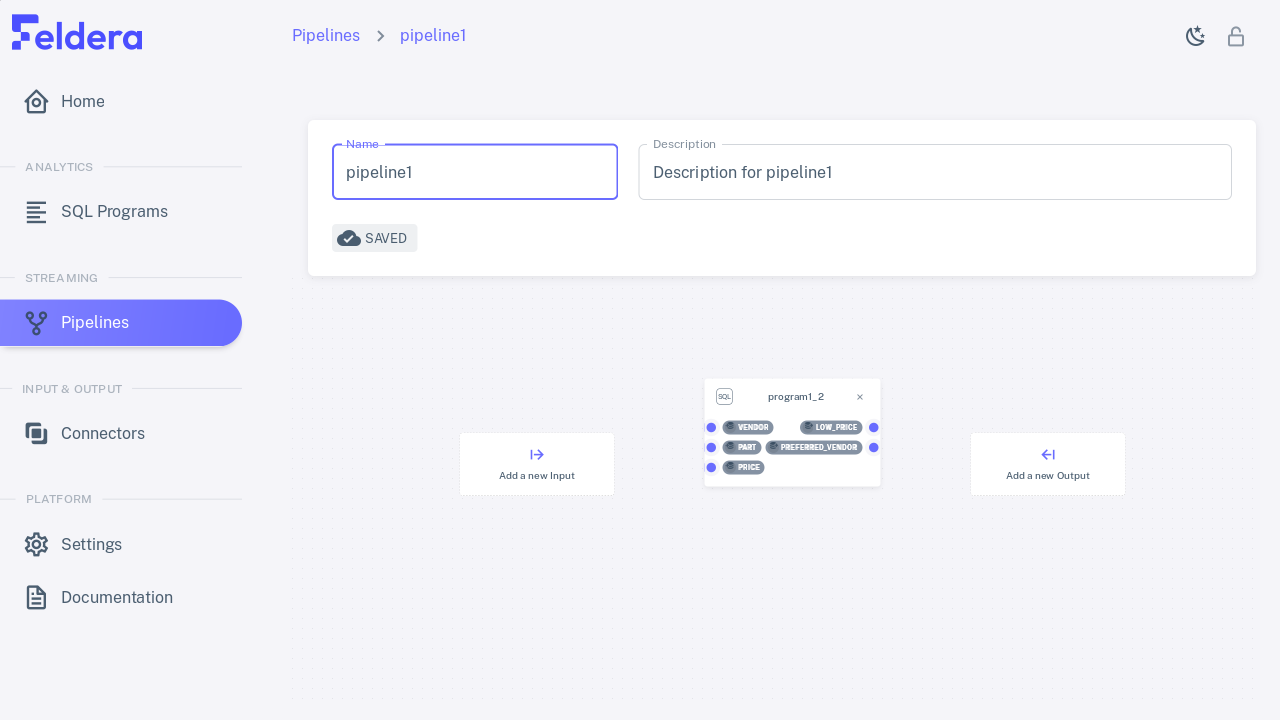 Feldera
Pipelines > pipeline1
Home
ANALYTICS
SQL Programs
STREAMING
Pipelines
INPUT & OUTPUT
Connectors
PLATFORM
Settings
Documentation
Name
pipeline1
Description
Description for pipeline1
SAVED
SQL program1_2 ×
VENDOR LOW_PRICE
PART PREFERRED_VENDOR
PRICE
Add a new Input
Add a new Output